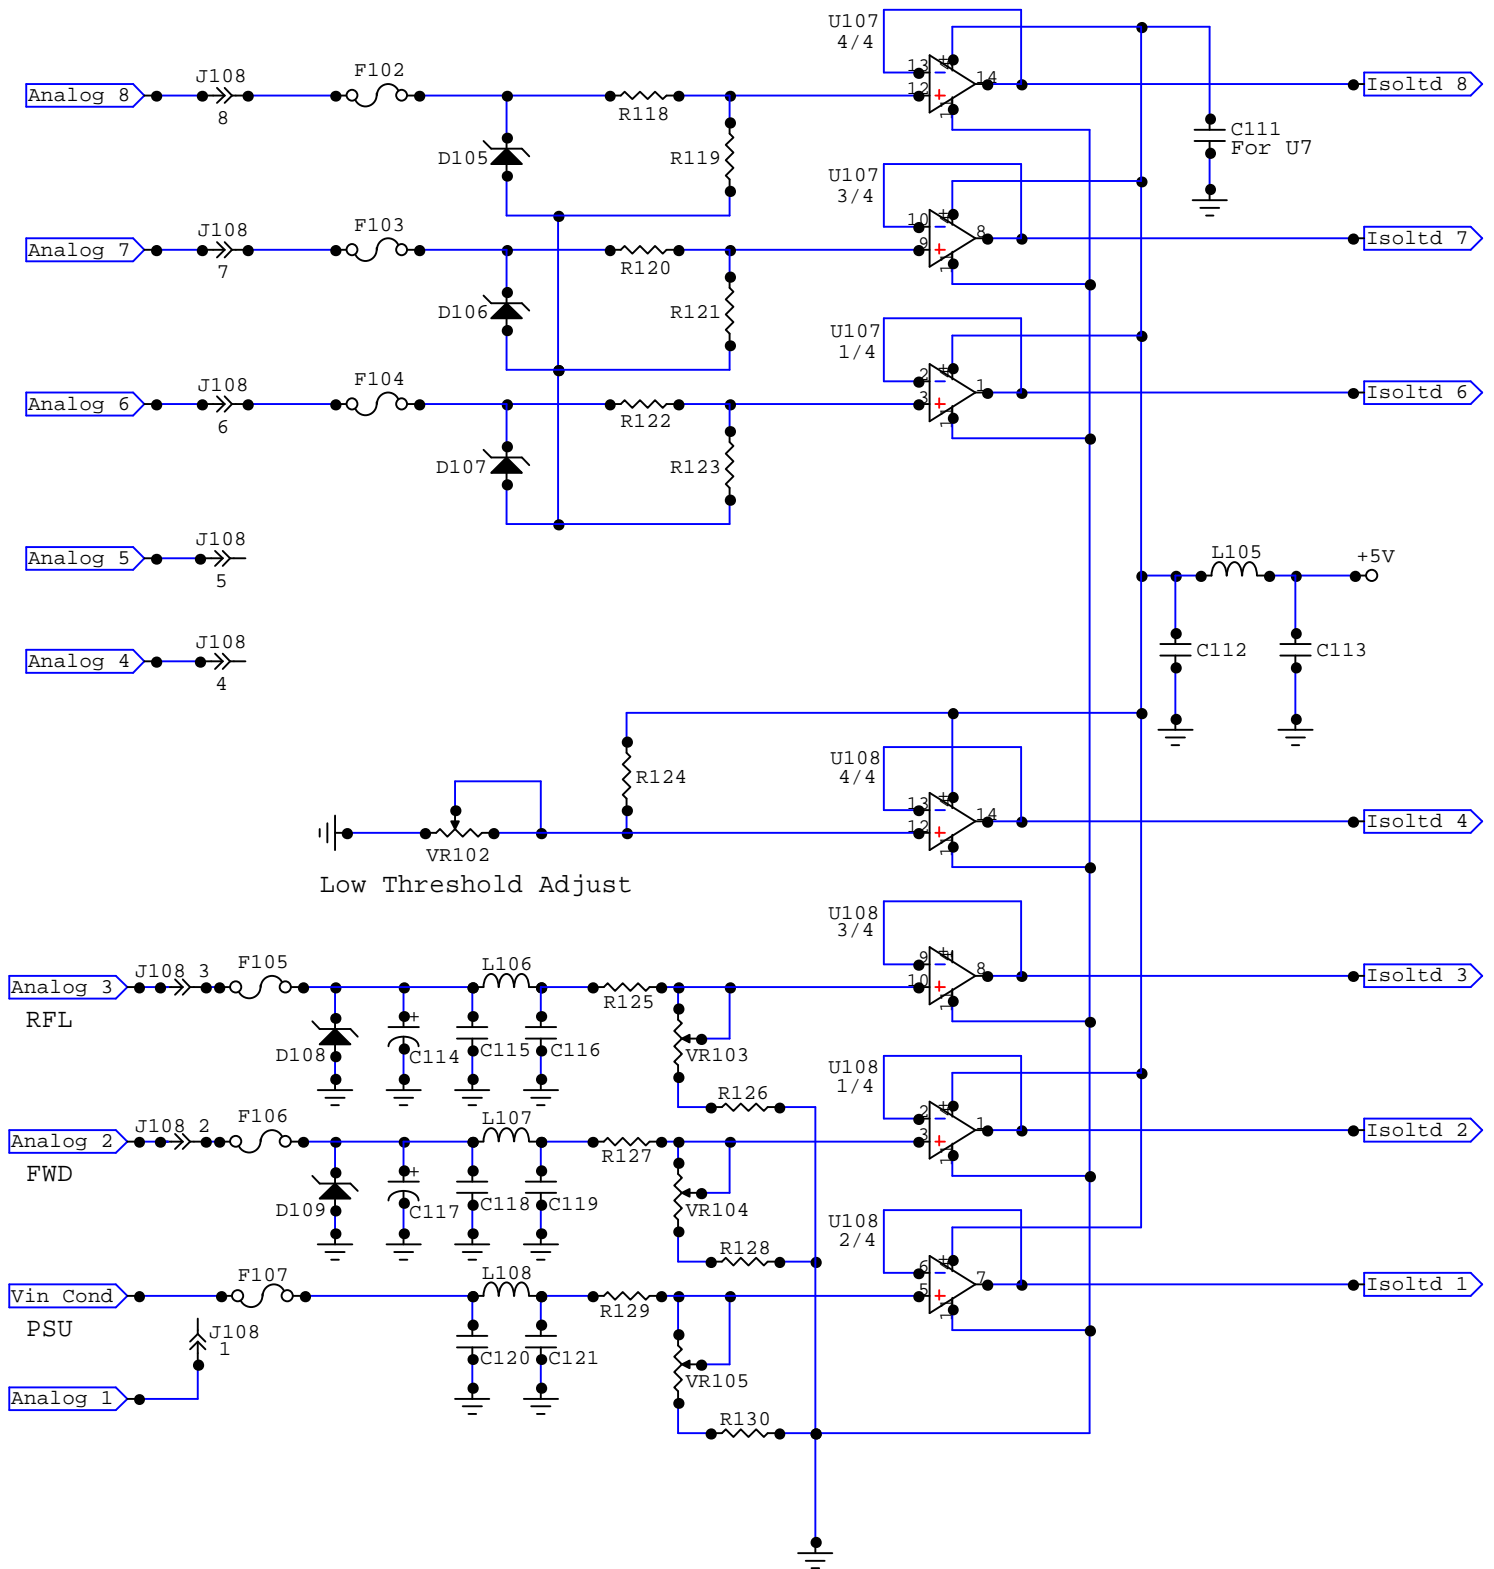 U107
4/4
Analog 8
J108
8
F102
D105
R118
R119
13
12
14
Isoltd 8
C111
For U7
U107
3/4
Analog 7
J108
7
F103
D106
R120
R121
10
9
8
Isoltd 7
U107
1/4
Analog 6
J108
6
F104
D107
R122
R123
2
3
1
Isoltd 6
Analog 5
J108
5
L105
+5V
C112
C113
Analog 4
J108
4
R124
VR102
Low Threshold Adjust
U108
4/4
13
12
14
Isoltd 4
U108
3/4
Analog 3
RFL
J108 3
F105
D108
C114
L106
C115
C116
R125
VR103
R126
9
10
8
Isoltd 3
U108
1/4
Analog 2
FWD
J108 2
F106
D109
C117
L107
C118
C119
R127
VR104
R128
2
3
1
Isoltd 2
U108
2/4
Vin Cond
PSU
F107
L108
C120
C121
R129
VR105
R130
6
5
7
Isoltd 1
J108
1
Analog 1